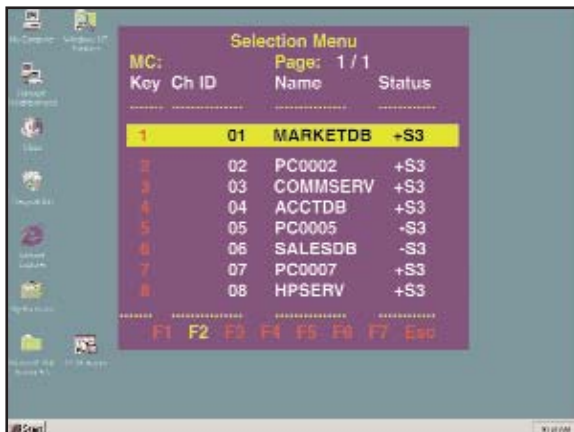 Selection Menu
MC: Page: 1/1
Key Ch ID Name Status
1 01 MARKETDB +S3
2 02 PC0002 +S3
3 03 COMMSERV +S3
4 04 ACCTDB +S3
5 05 PC0005 -S3
6 06 SALESDB -S3
7 07 PC0007 +S3
8 08 HPSERV +S3
F1 F2 F3 F4 F5 F6 F7 Esc
Start